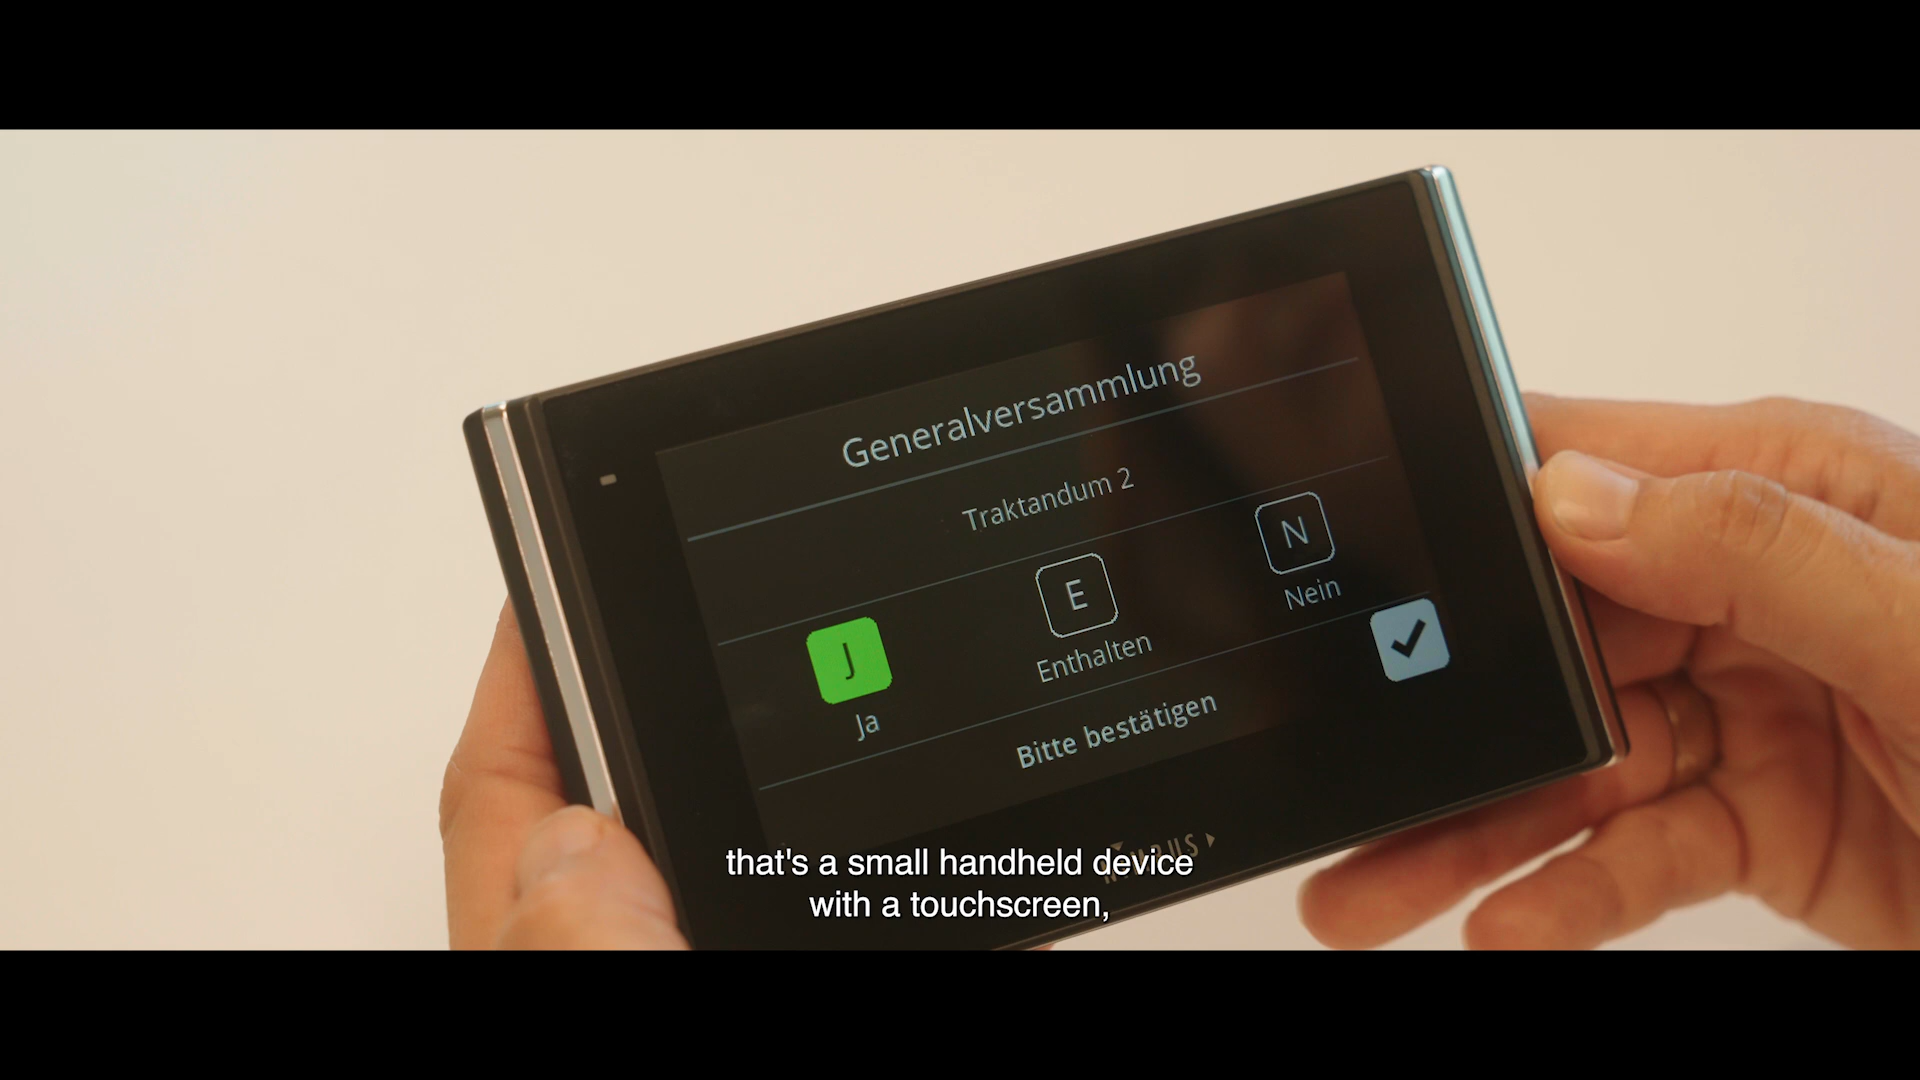 Generalversammlung
Traktandum 2
J
E
N
Ja
Enthalten
Nein
Bitte bestätigen
that's a small handheld device
with a touchscreen,